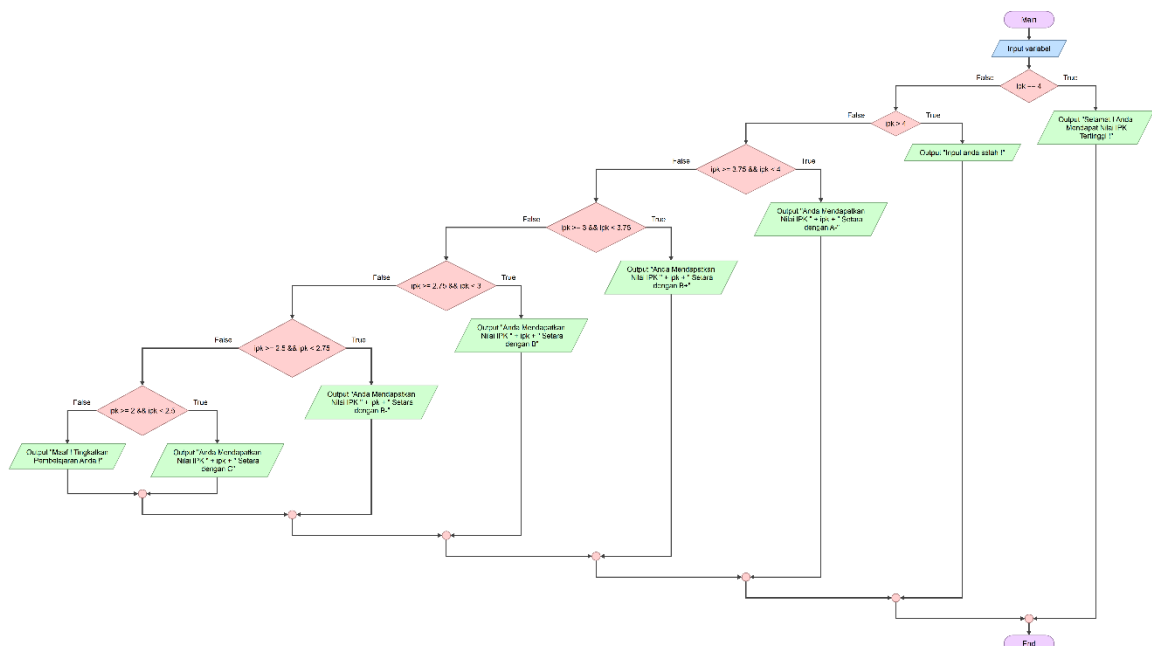 Main
Input variabel
False
True
ipk == 4
False
True
ipk > 4
Output "Selamat ! Anda
Mendapat Nilai IPK
Tertinggi !"
False
True
Output "Input anda salah !"
ipk >= 3.75 && ipk < 4
False
True
Output "Anda Mendapatkan
Nilai IPK " + ipk + " Setara
dengan A-"
ipk >= 3 && ipk < 3.75
False
True
Output "Anda Mendapatkan
Nilai IPK " + ipk + " Setara
dengan B+"
ipk >= 2.75 && ipk < 3
False
True
Output "Anda Mendapatkan
Nilai IPK " + ipk + " Setara
dengan B"
ipk >= 2.5 && ipk < 2.75
False
True
Output "Anda Mendapatkan
Nilai IPK " + ipk + " Setara
dengan B-"
ipk >= 2 && ipk < 2.5
False
True
Output "Maaf ! Tingkatkan
Pembelajaran Anda !"
Output "Anda Mendapatkan
Nilai IPK " + ipk + " Setara
dengan C"
End